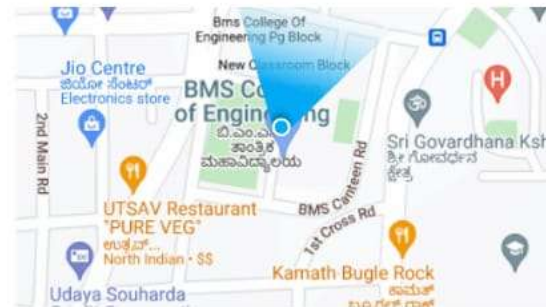 Bms College Of
Engineering Pg Block
New Classroom Block
Jio Centre
ಜಿಯೋ ಸೆಂಟರ್
Electronics store
BMS Co
of Engineering
ಬಿ.ಎಂ.ಎಸ್
ತಾಂತ್ರಿಕ
ಮಹಾವಿದ್ಯಾಲಯ
H
2nd Main Rd
Sri Govardhana Ksh
ಶ್ರೀ ಗೋವರ್ಧನ
ಕ್ಷೇತ್ರ
BMS Canteen Rd
1st Cross Rd
UTSAV Restaurant
"PURE VEG"
ಉತ್ಸವ್...
North Indian • $$
Kamath Bugle Rock
ಕಾಮತ್
Udaya Souharda